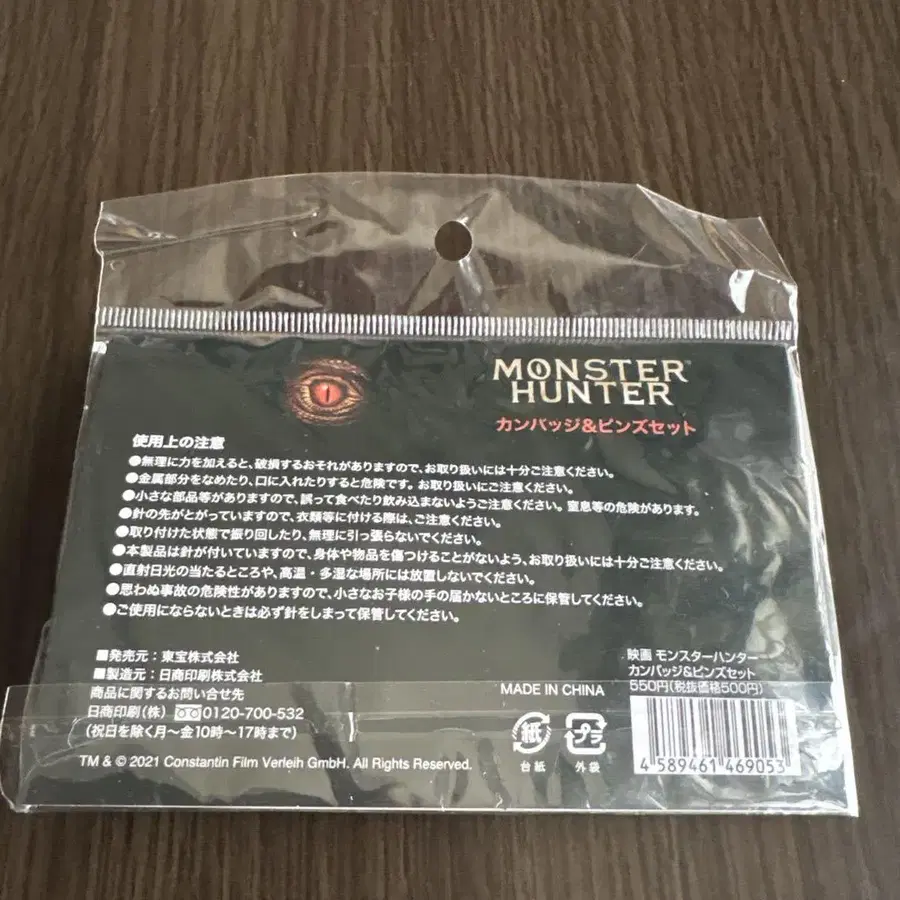 MONSTER
HUNTER
カンバッジ&ピンズセット
使用上の注意
●無理に力を加えると、破損するおそれがありますので、お取り扱いには十分ご注意ください。
●金属部分をなめたり、口に入れたりすると危険です。お取り扱いにご注意ください。
●小さな部品等がありますので、誤って食べたり飲み込まないようご注意ください。窒息等の危険があります。
●針の先がとがっていますので、衣類等に付ける際は、ご注意ください。
●取り付けた状態で振り回したり、無理に引っ張らないでください。
●本製品は針が付いていますので、身体や物品を傷つけることがないよう、お取り扱いには十分ご注意ください。
●直射日光の当たるところや、高温・多湿な場所には放置しないでください。
●思わぬ事故の危険性がありますので、小さなお子様の手の届かないところに保管してください。
●ご使用にならないときは必ず針をしまって保管してください。
■発売元：東宝株式会社
■製造元：日商印刷株式会社
商品に関するお問い合せ先
日商印刷(株) 0120-700-532
(祝日を除く月〜金10時〜17時まで)
TM & © 2021 Constantin Film Verleih GmbH. All Rights Reserved.
MADE IN CHINA
紙
台紙
プラ
外袋
映画 モンスターハンター
カンバッジ&ピンズセット
550円(税抜価格500円)
4 589461 469053